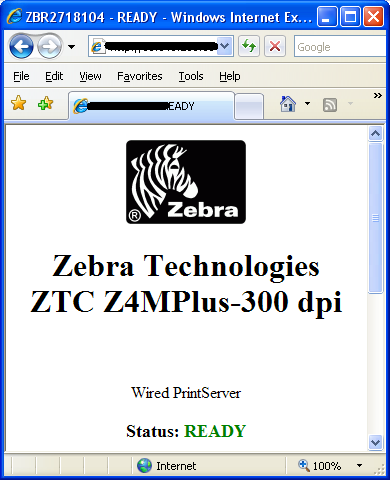 ZBR2718104 - READY - Windows Internet Ex...
Google
File Edit View Favorites Tools Help
READY
»
® Zebra
Zebra Technologies
ZTC Z4MPlus-300 dpi
Wired PrintServer
Status: READY
Internet 100%